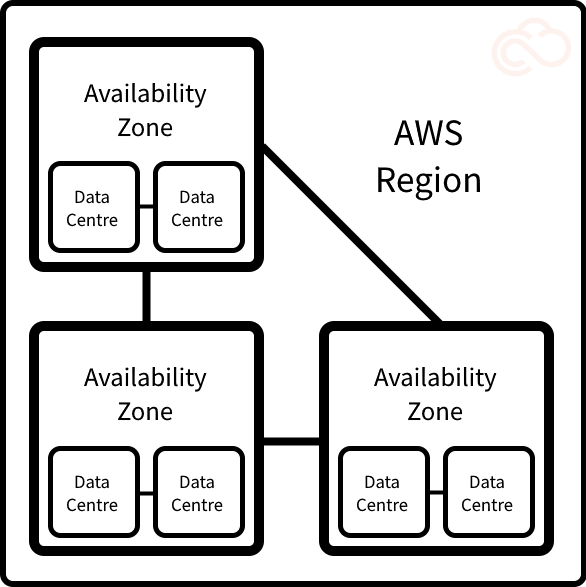 Availability
Zone
Data
Centre
Data
Centre
AWS
Region
Availability
Zone
Data
Centre
Data
Centre
Availability
Zone
Data
Centre
Data
Centre